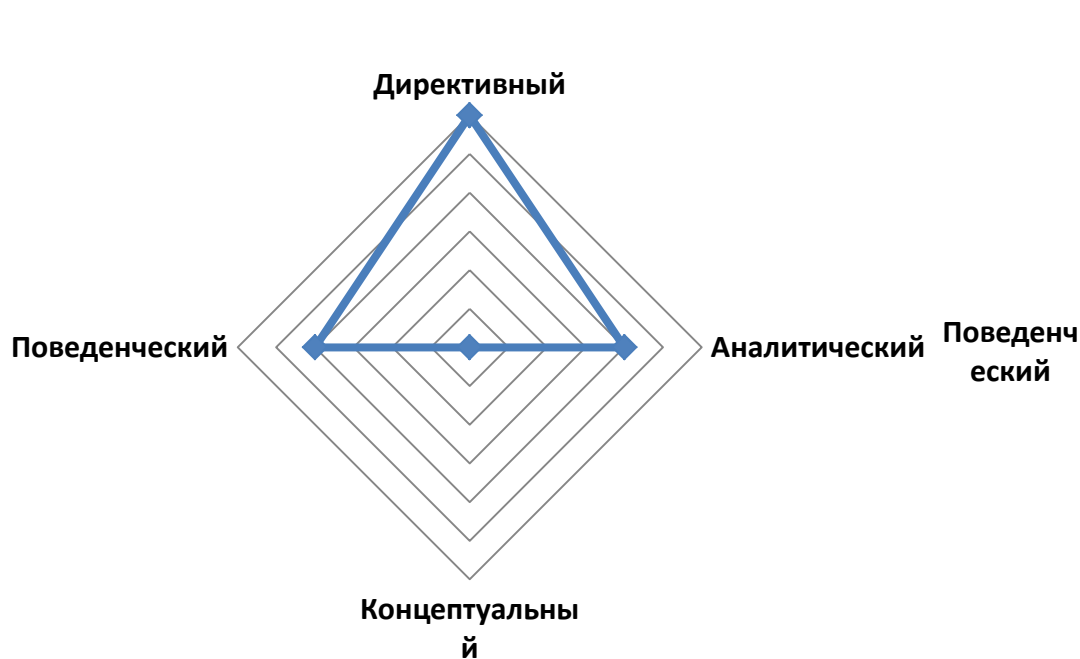 Директивный
Поведенческий
Аналитический
Поведенч
еский
Концептуальны
й